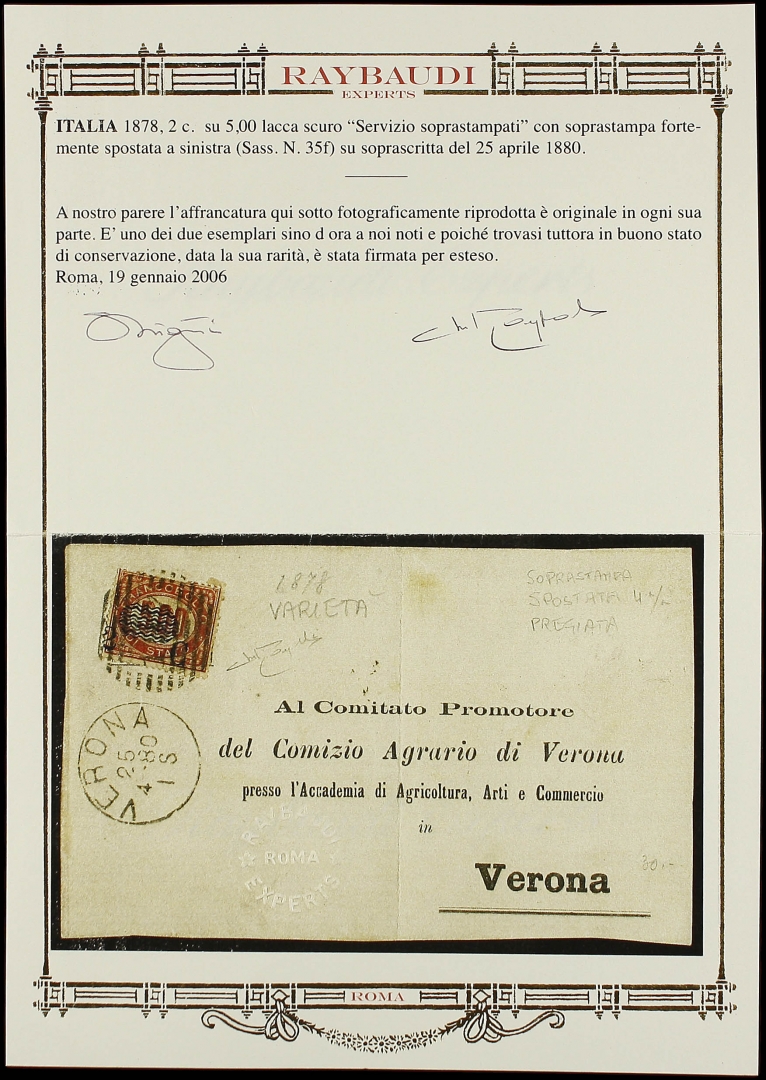 RAYBAUDI
EXPERTS
ITALIA 1878, 2 c. su 5,00 lacca scuro “Servizio soprastampati” con soprastampa forte-
mente spostata a sinistra (Sass. N. 35f) su soprascritta del 25 aprile 1880.
A nostro parere l’affrancatura qui sotto fotograficamente riprodotta è originale in ogni sua
parte. E’ uno dei due esemplari sino d ora a noi noti e poiché trovasi tuttora in buono stato
di conservazione, data la sua rarità, è stata firmata per esteso.
Roma, 19 gennaio 2006
1878
VARIETÀ
SOPRASTAMPA
SPOSTATA
PREGIATA
VERONA
25
4-80
1S
Al Comitato Promotore
del Comizio Agrario di Verona
presso l’Accademia di Agricoltura, Arti e Commercio
in
Verona
30.-
RAYBAUDI
ROMA
EXPERTS
ROMA